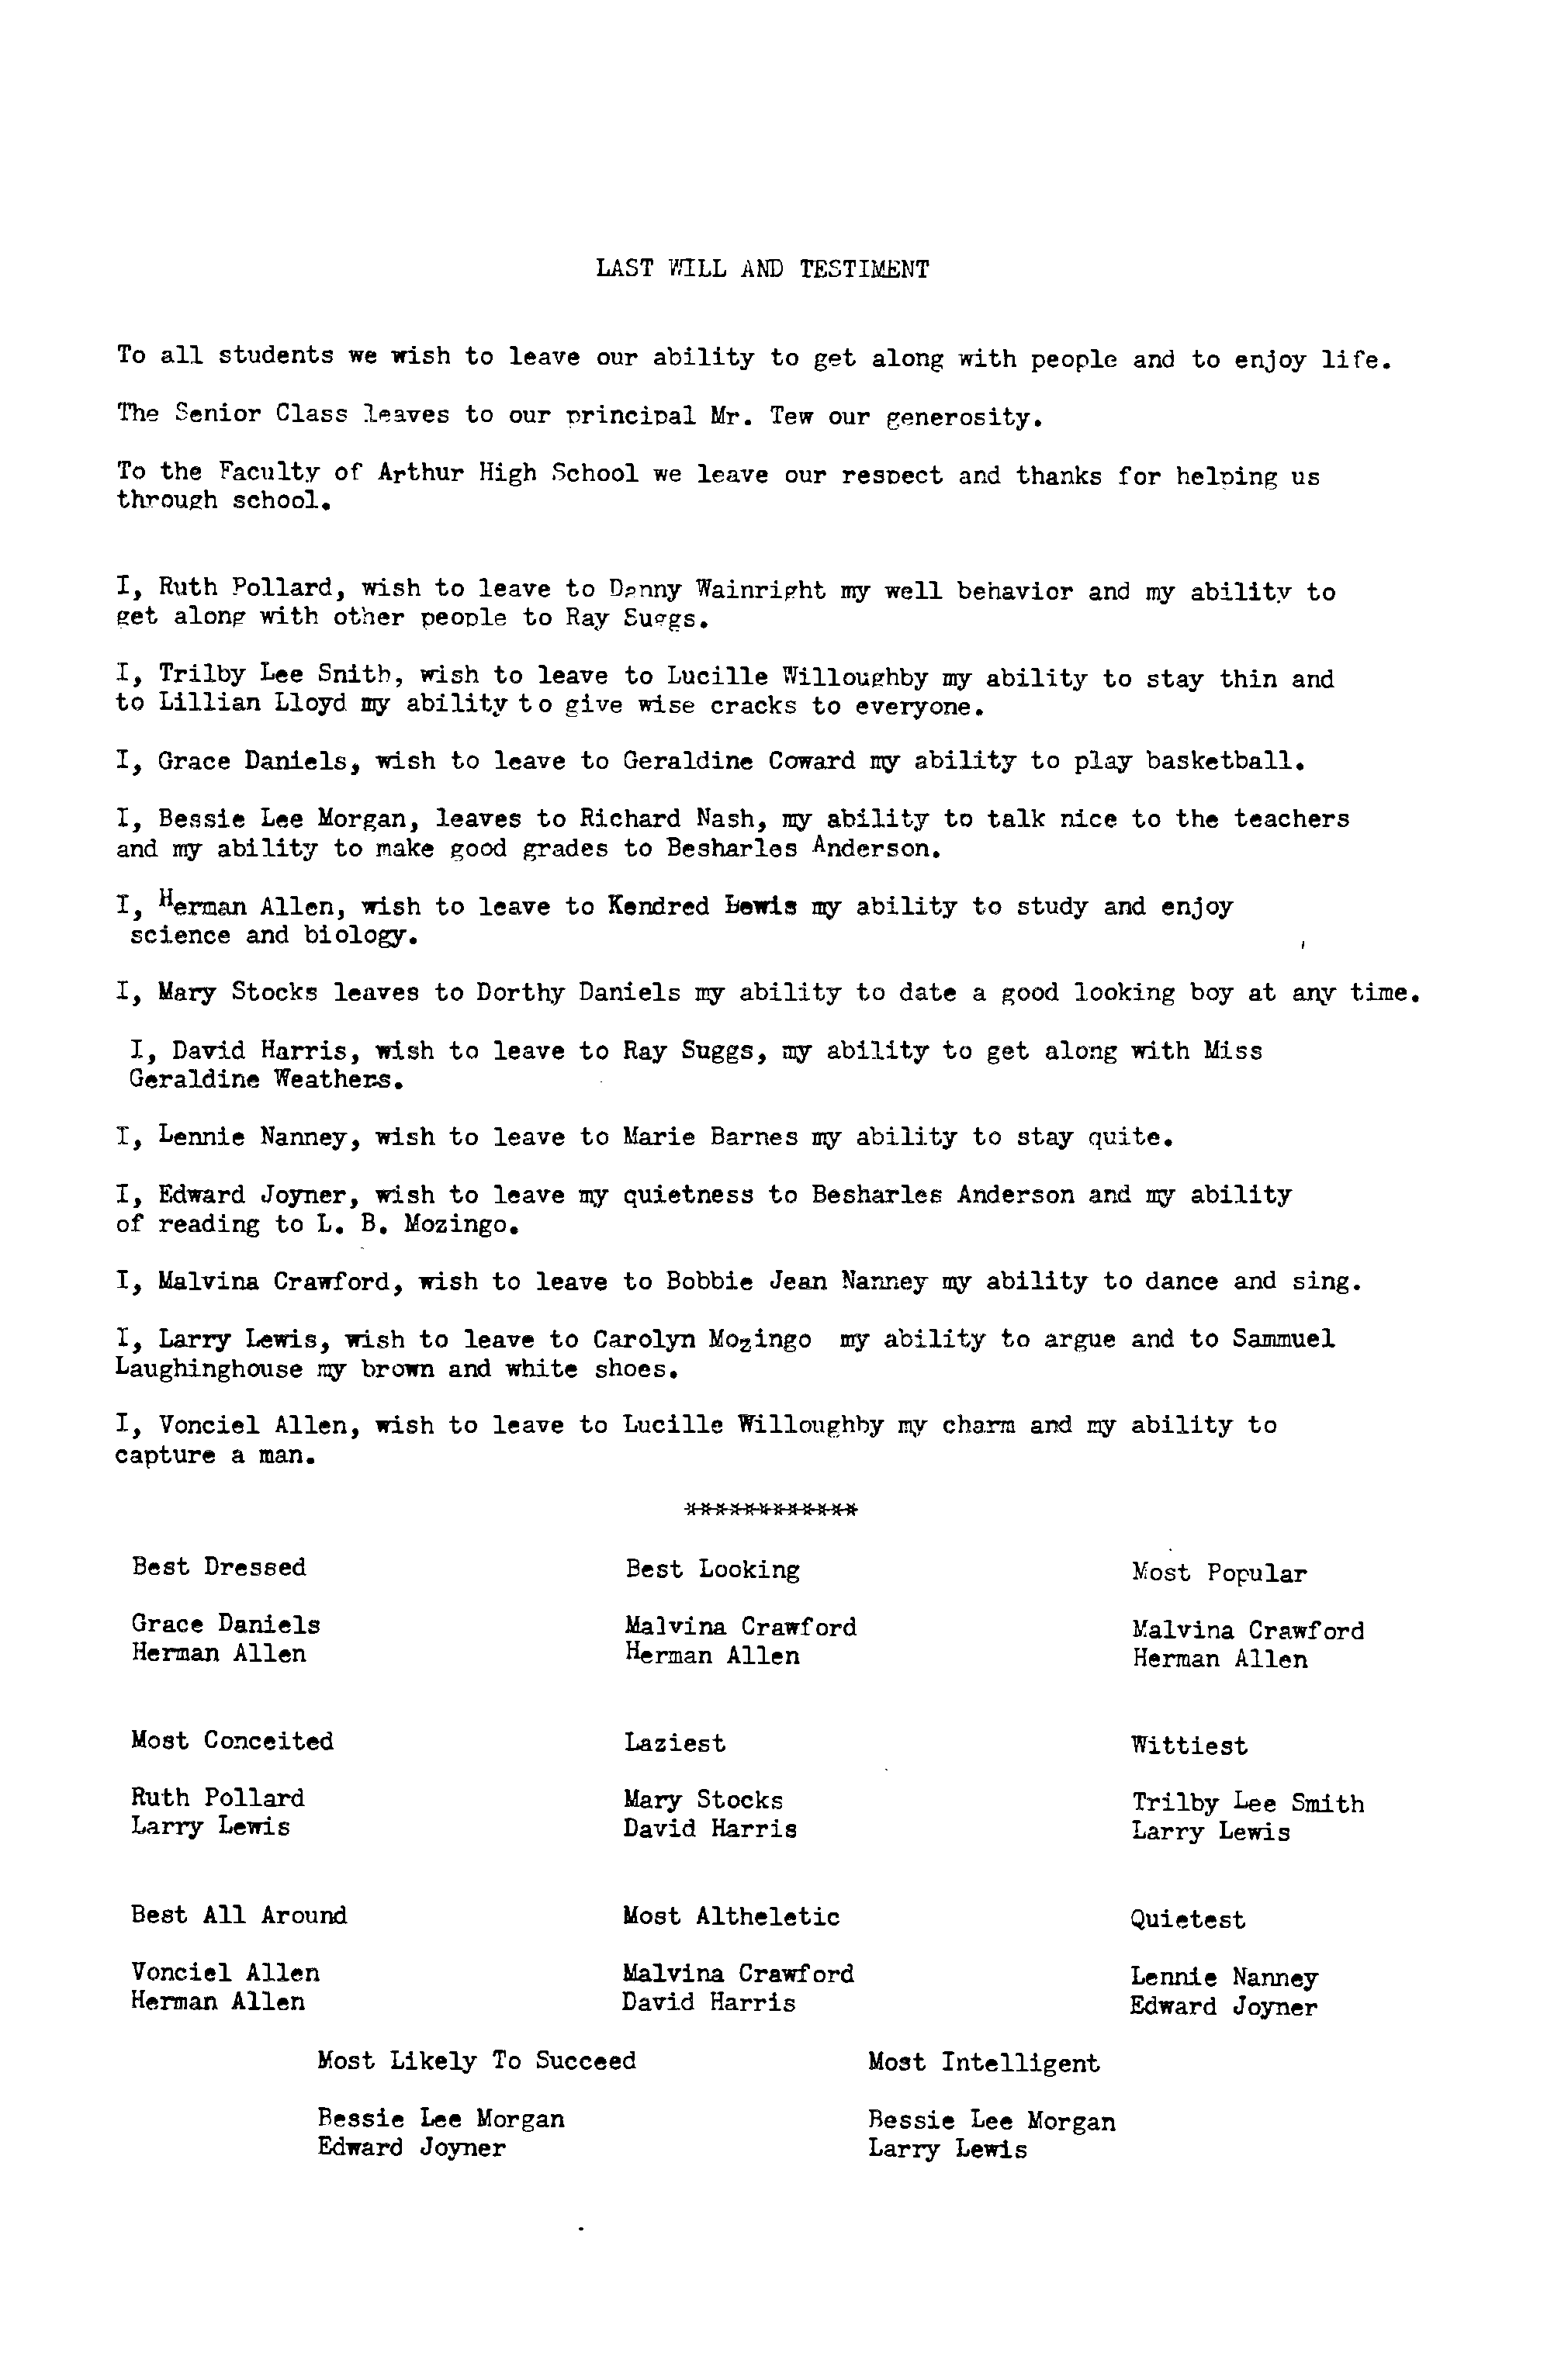 LAST WILL AND TESTIMENT
To all students we wish to leave our ability to get along with people and to enjoy life.
The Senior Class leaves to our principal Mr. Tew our generosity.
To the Faculty of Arthur High School we leave our respect and thanks for helping us
through school.
I, Ruth Pollard, wish to leave to Danny Wainright my well behavior and my ability to
get along with other people to Ray Suggs.
I, Trilby Lee Snith, wish to leave to Lucille Willoughby my ability to stay thin and
to Lillian Lloyd my ability to give wise cracks to everyone.
I, Grace Daniels, wish to leave to Geraldine Coward my ability to play basketball.
I, Bessie Lee Morgan, leaves to Richard Nash, my ability to talk nice to the teachers
and my ability to make good grades to Besharles Anderson.
I, Herman Allen, wish to leave to Kendred Lewis my ability to study and enjoy
science and biology.
I, Mary Stocks leaves to Dorthy Daniels my ability to date a good looking boy at any time.
I, David Harris, wish to leave to Ray Suggs, my ability to get along with Miss
Geraldine Weathers.
I, Lennie Nanney, wish to leave to Marie Barnes my ability to stay quite.
I, Edward Joyner, wish to leave my quietness to Besharles Anderson and my ability
of reading to L. B. Mozingo.
I, Malvina Crawford, wish to leave to Bobbie Jean Nanney my ability to dance and sing.
I, Larry Lewis, wish to leave to Carolyn Mozingo my ability to argue and to Sammuel
Laughinghouse my brown and white shoes.
I, Vonciel Allen, wish to leave to Lucille Willoughby my charm and my ability to
capture a man.
************
Best Dressed Best Looking Most Popular
Grace Daniels Malvina Crawford Malvina Crawford
Herman Allen Herman Allen Herman Allen
Most Conceited Laziest Wittiest
Ruth Pollard Mary Stocks Trilby Lee Smith
Larry Lewis David Harris Larry Lewis
Best All Around Most Altheletic Quietest
Vonciel Allen Malvina Crawford Lennie Nanney
Herman Allen David Harris Edward Joyner
Most Likely To Succeed Most Intelligent
Bessie Lee Morgan Bessie Lee Morgan
Edward Joyner Larry Lewis